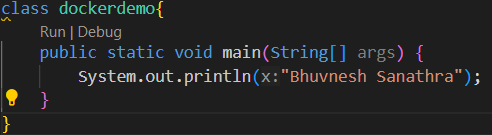 class dockerdemo{
Run | Debug
public static void main(String[] args) {
System.out.println(x:"Bhuvnesh Sanathra");
}
}